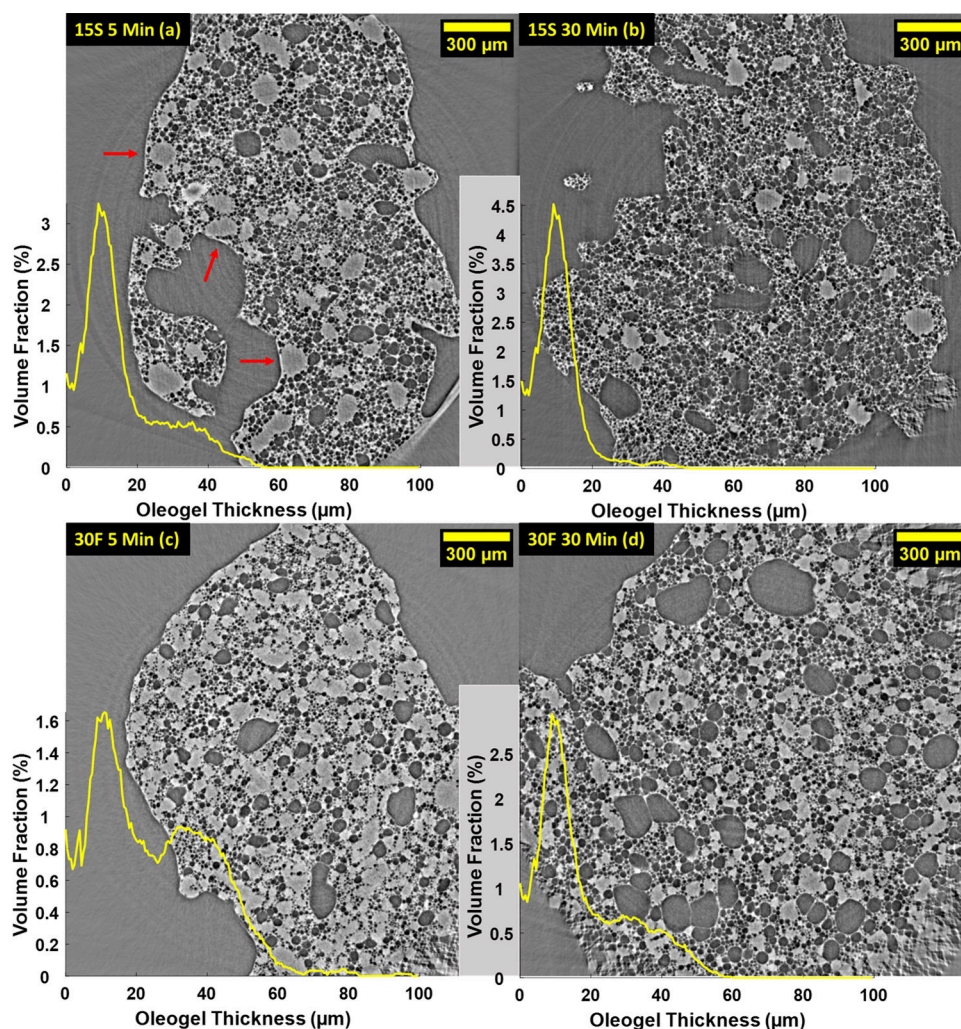 15S 5 Min (a)
300 µm
15S 30 Min (b)
300 µm
Volume Fraction (%)
3
2.5
2
1.5
1
0.5
0
0 20 40 60 80 100
Oleogel Thickness (µm)
Volume Fraction (%)
4.5
4
3.5
3
2.5
2
1.5
1
0.5
0
0 20 40 60 80 100
Oleogel Thickness (µm)
30F 5 Min (c)
300 µm
30F 30 Min (d)
300 µm
Volume Fraction (%)
1.6
1.4
1.2
1
0.8
0.6
0.4
0.2
0
0 20 40 60 80 100
Oleogel Thickness (µm)
Volume Fraction (%)
2.5
2
1.5
1
0.5
0
0 20 40 60 80 100
Oleogel Thickness (µm)